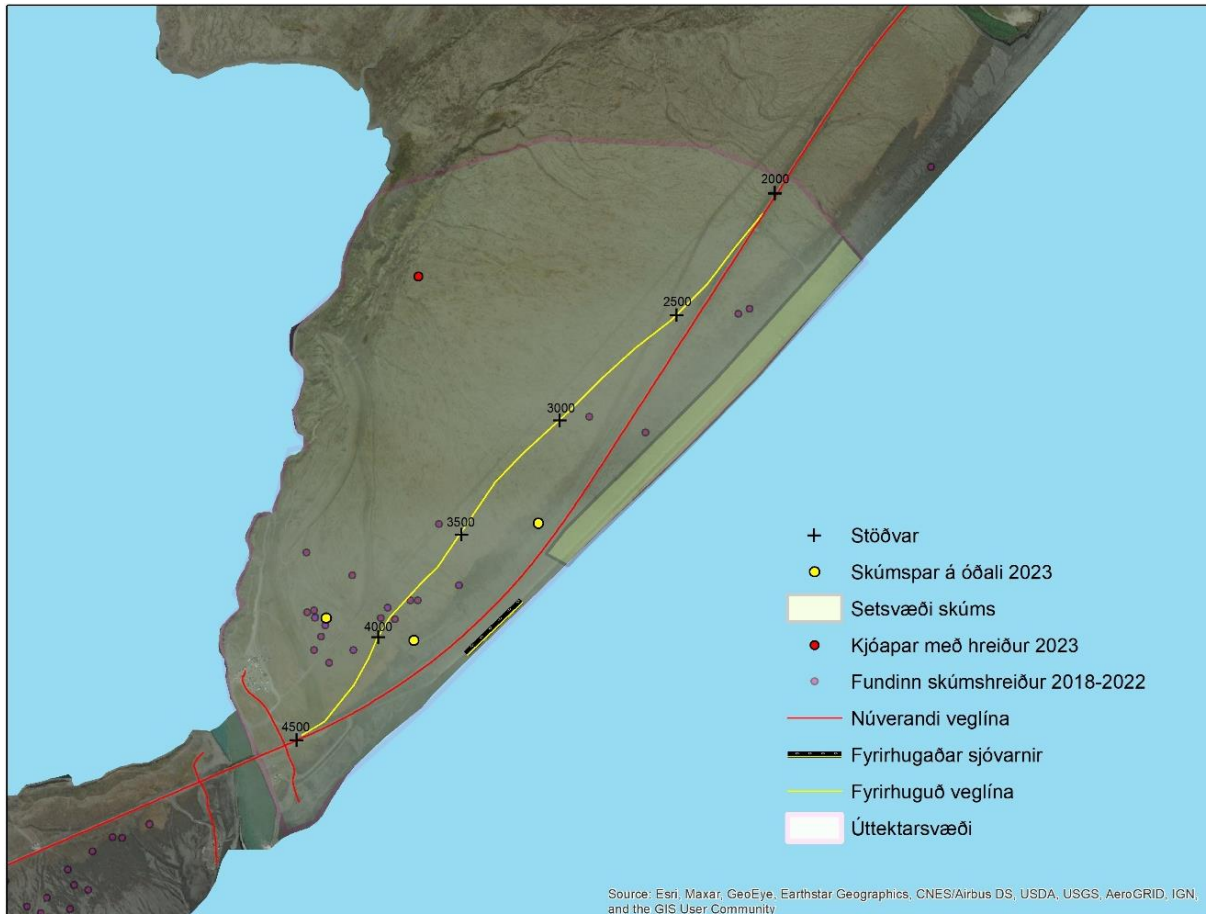 2000
2500
3000
3500
4000
4500
Stöðvar
Skúmspar á óðali 2023
Setsvæði skúms
Kjóapar með hreiður 2023
Fundinn skúmshreiður 2018-2022
Núverandi veglína
Fyrirhugaðar sjóvarnir
Fyrirhuguð veglína
Úttektarsvæði
Source: Esri, Maxar, GeoEye, Earthstar Geographics, CNES/Airbus DS, USDA, USGS, AeroGRID, IGN,
and the GIS User Community